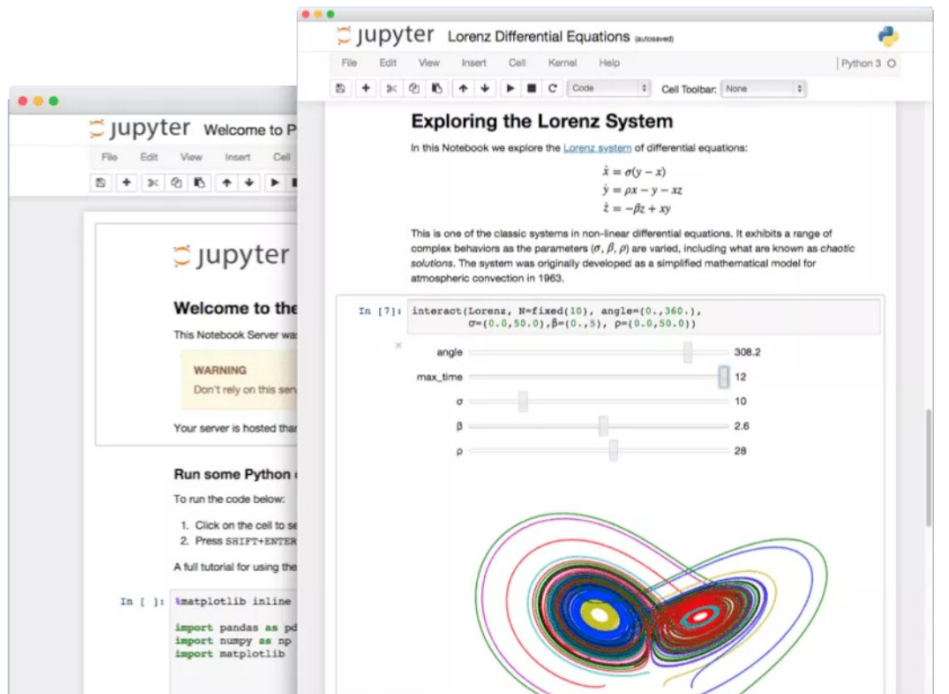 jupyter Lorenz Differential Equations (autosaved)
File Edit View Insert Cell Kernel Help Python 3
Code Cell Toolbar: None
Exploring the Lorenz System
In this Notebook we explore the Lorenz system of differential equations:
ẋ = σ(y − x)
ẏ = ρx − y − xz
ż = −βz + xy
This is one of the classic systems in non-linear differential equations. It exhibits a range of
complex behaviors as the parameters (σ, β, ρ) are varied, including what are known as chaotic
solutions. The system was originally developed as a simplified mathematical model for
atmospheric convection in 1963.
In [7]: interact(Lorenz, N=fixed(10), angle=(0.,360.),
σ=(0.0,50.0),β=(0.,5), ρ=(0.0,50.0))
angle 308.2
max_time 12
σ 10
β 2.6
ρ 28
jupyter Welcome to P
File Edit View Insert Cell
jupyter
Welcome to the
This Notebook Server was
WARNING
Don't rely on this serv
Your server is hosted than
Run some Python
To run the code below:
1. Click on the cell to se
2. Press SHIFT+ENTER
A full tutorial for using the
In [ ]: %matplotlib inline
import pandas as pd
import numpy as np
import matplotlib